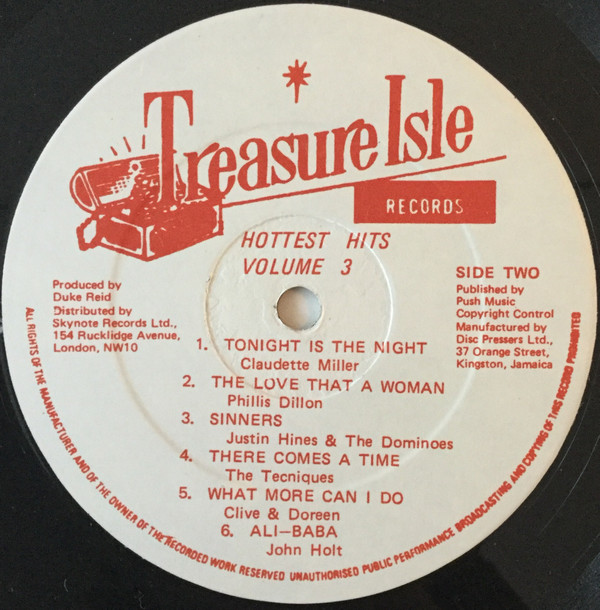 Treasure Isle
RECORDS
HOTTEST HITS
VOLUME 3
Produced by
Duke Reid
Distributed by
Skynote Records Ltd.,
154 Rucklidge Avenue,
London, NW10
SIDE TWO
Published by
Push Music
Copyright Control
Manufactured by
Disc Pressers Ltd.,
37 Orange Street,
Kingston, Jamaica
1. TONIGHT IS THE NIGHT
Claudette Miller
2. THE LOVE THAT A WOMAN
Phillis Dillon
3. SINNERS
Justin Hines & The Dominoes
4. THERE COMES A TIME
The Tecniques
5. WHAT MORE CAN I DO
Clive & Doreen
6. ALI-BABA
John Holt
ALL RIGHTS OF THE MANUFACTURER AND OF THE OWNER OF THE RECORDED WORK RESERVED UNAUTHORISED PUBLIC PERFORMANCE BROADCASTING AND COPYING OF THIS RECORD PROHIBITED